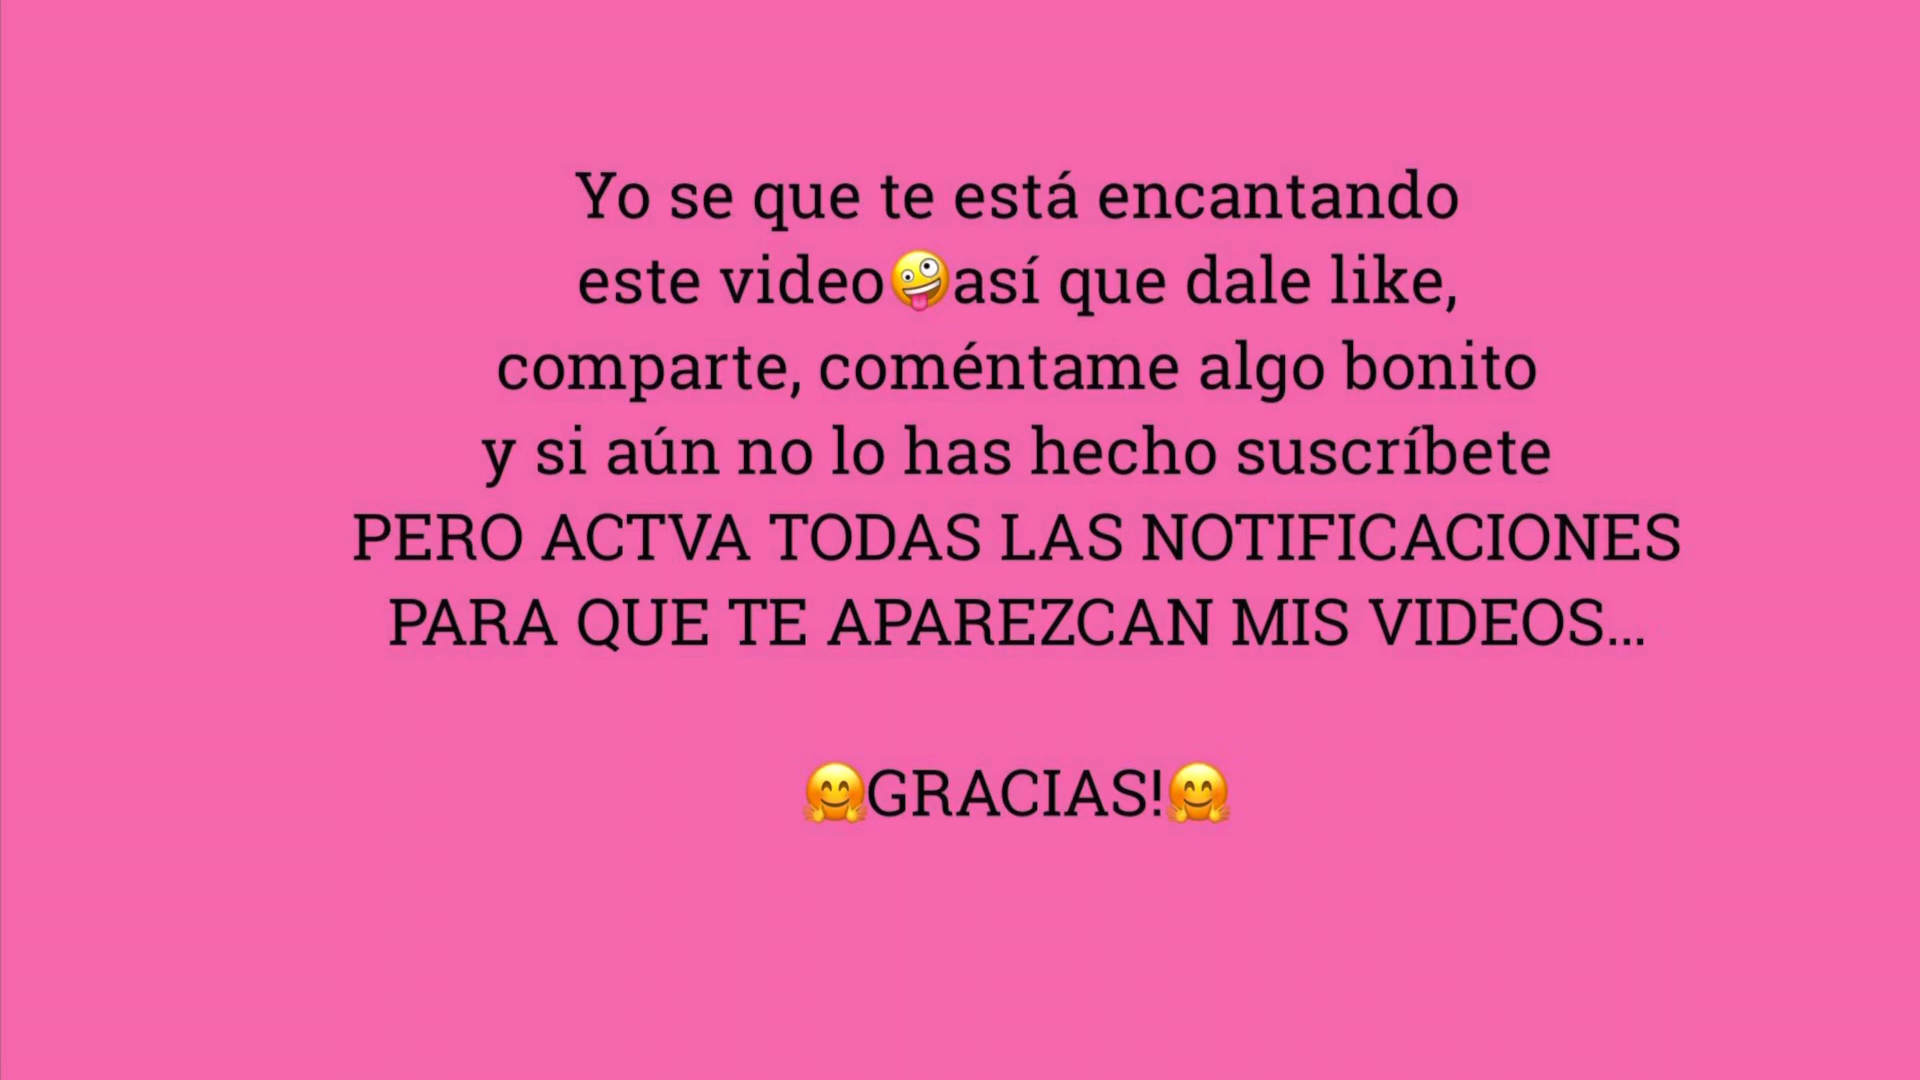 Yo se que te está encantando
este video🤪así que dale like,
comparte, coméntame algo bonito
y si aún no lo has hecho suscríbete
PERO ACTVA TODAS LAS NOTIFICACIONES
PARA QUE TE APAREZCAN MIS VIDEOS...
🤗GRACIAS!🤗